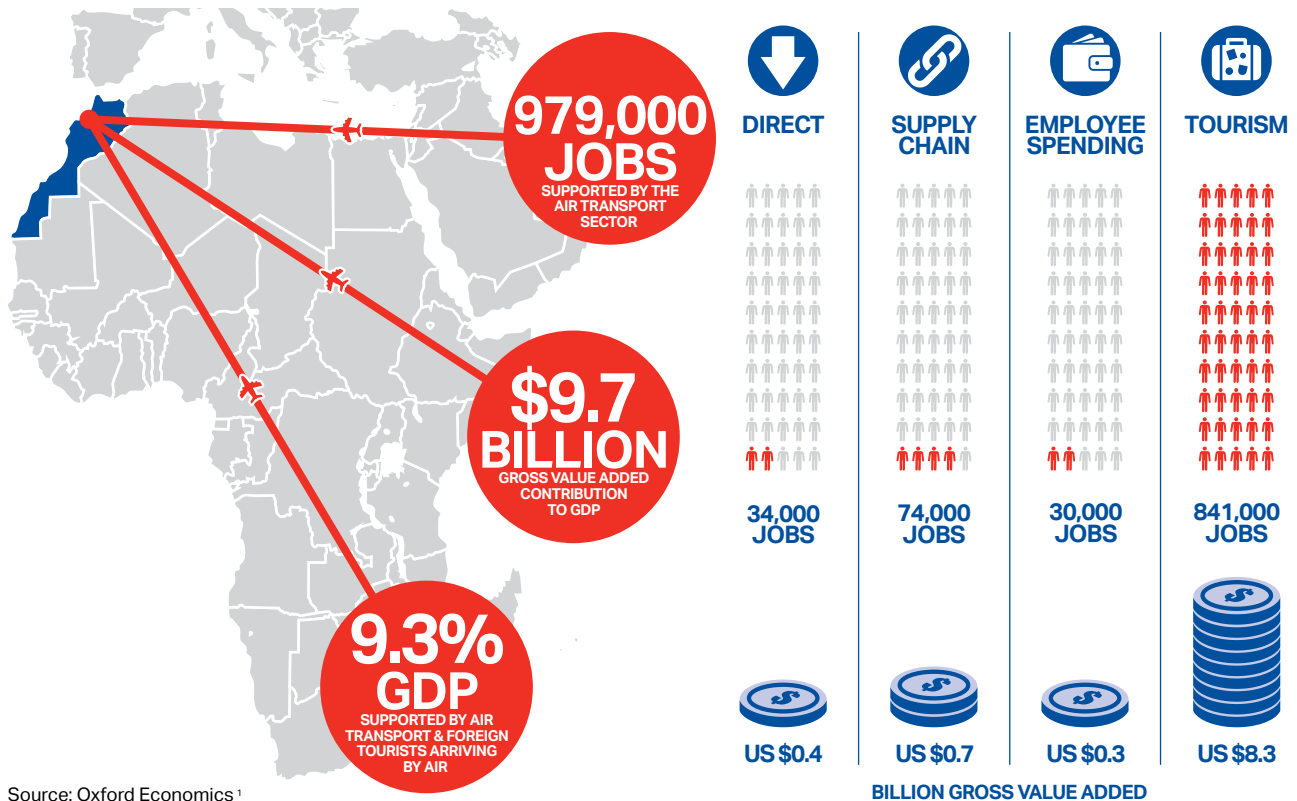 979,000
JOBS
SUPPORTED BY THE
AIR TRANSPORT
SECTOR
$9.7
BILLION
GROSS VALUE ADDED
CONTRIBUTION
TO GDP
9.3%
GDP
SUPPORTED BY AIR
TRANSPORT & FOREIGN
TOURISTS ARRIVING
BY AIR
Source: Oxford Economics ¹
DIRECT
34,000
JOBS
$
US $0.4
SUPPLY
CHAIN
74,000
JOBS
$
US $0.7
EMPLOYEE
SPENDING
30,000
JOBS
$
US $0.3
TOURISM
841,000
JOBS
$
US $8.3
BILLION GROSS VALUE ADDED